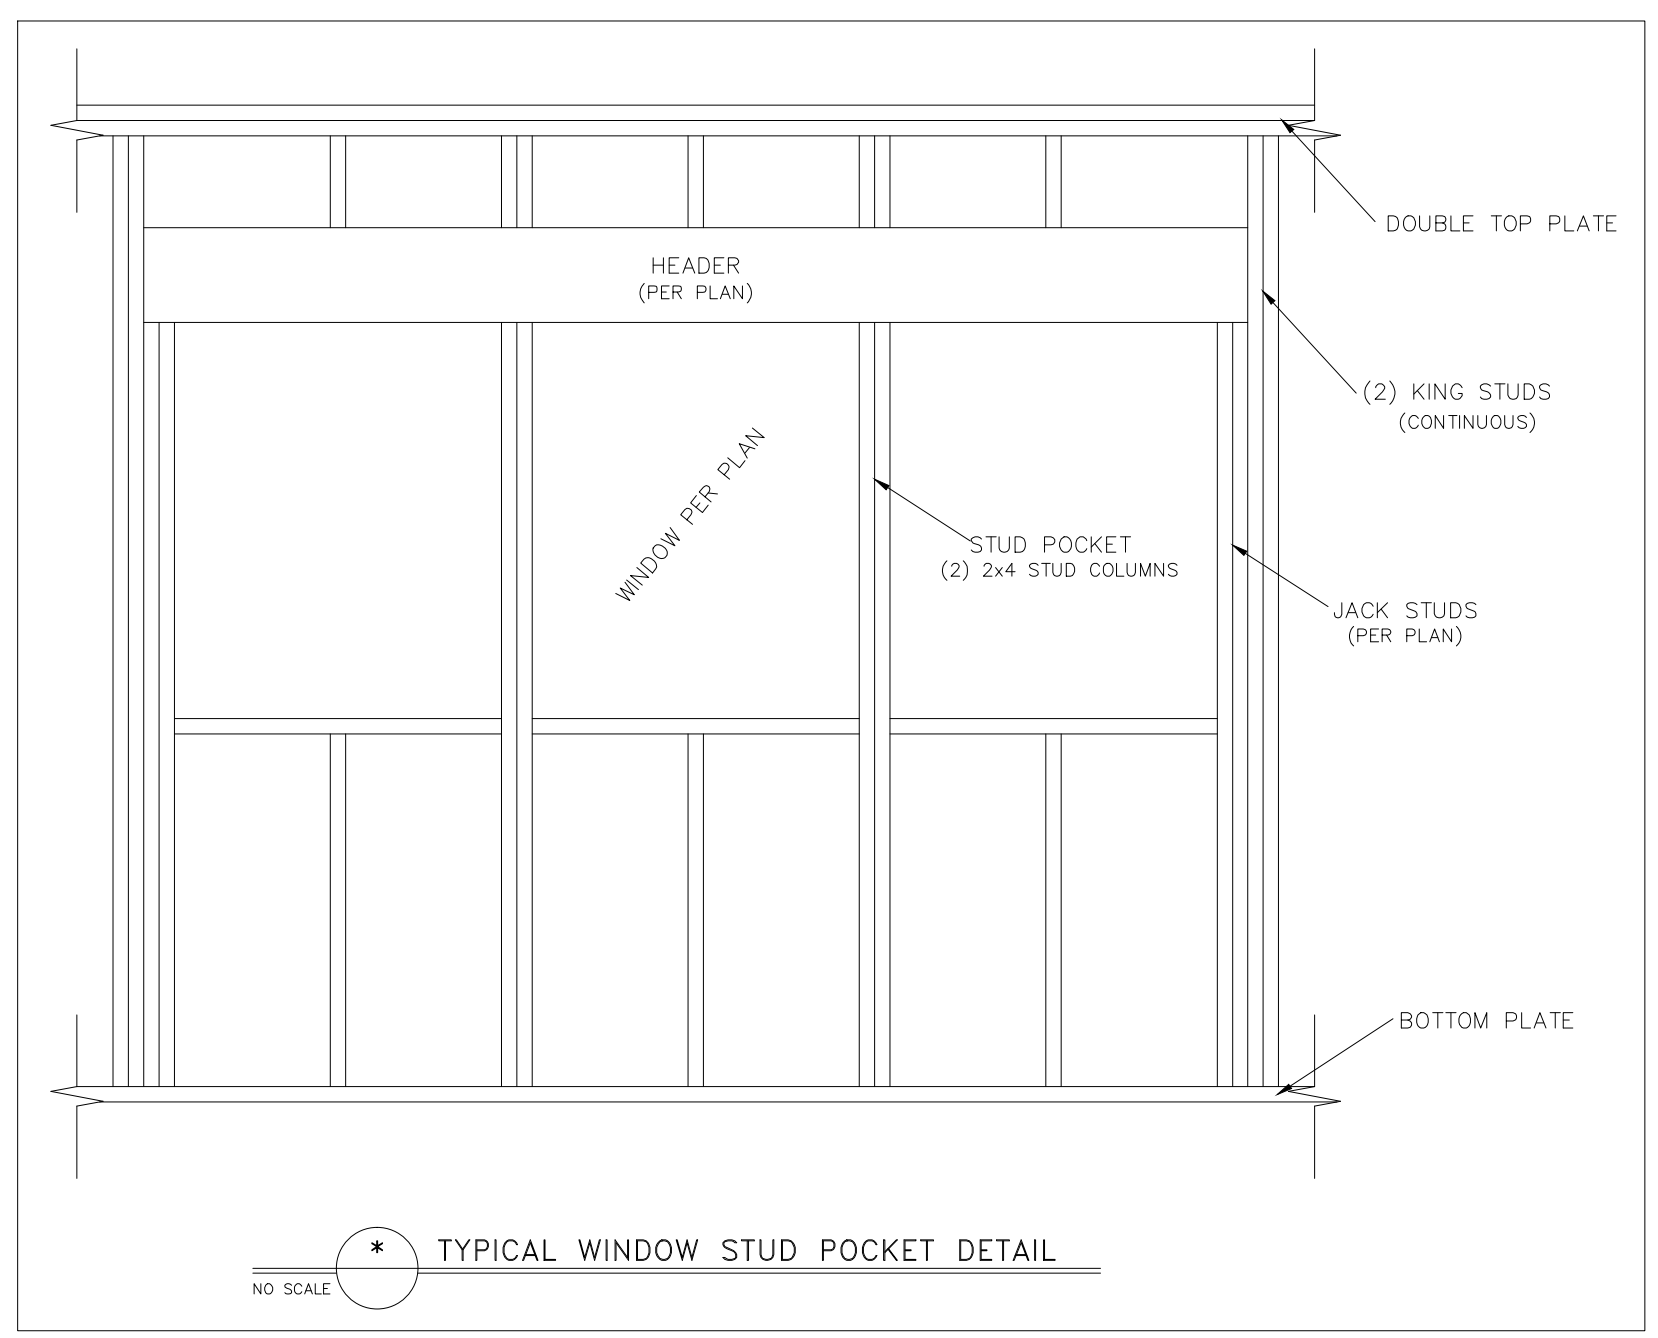 DOUBLE TOP PLATE
HEADER
(PER PLAN)
(2) KING STUDS
(CONTINUOUS)
WINDOW PER PLAN
STUD POCKET
(2) 2x4 STUD COLUMNS
JACK STUDS
(PER PLAN)
BOTTOM PLATE
* TYPICAL WINDOW STUD POCKET DETAIL
NO SCALE